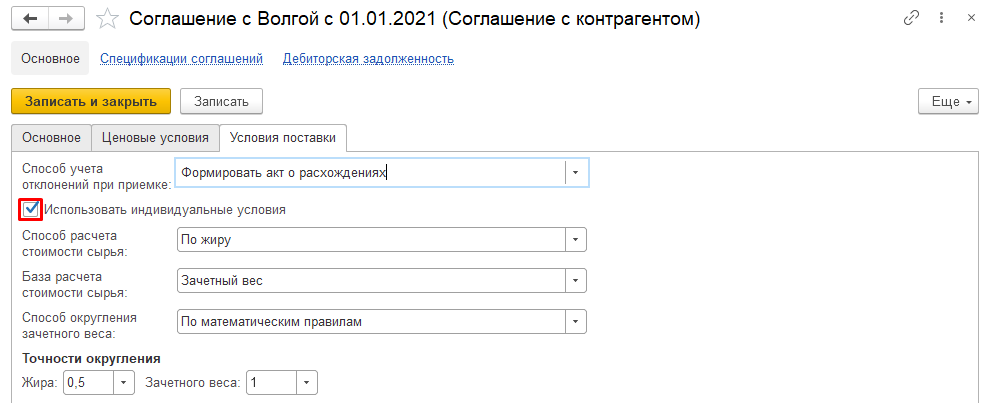 Соглашение с Волгой с 01.01.2021 (Соглашение с контрагентом)
Основное Спецификации соглашений Дебиторская задолженность
Записать и закрыть Записать Еще
Основное Ценовые условия Условия поставки
Способ учета
отклонений при приемке: Формировать акт о расхождениях
Использовать индивидуальные условия
Способ расчета
стоимости сырья: По жиру
База расчета
стоимости сырья: Зачетный вес
Способ округления
зачетного веса: По математическим правилам
Точности округления
Жира: 0,5 Зачетного веса: 1